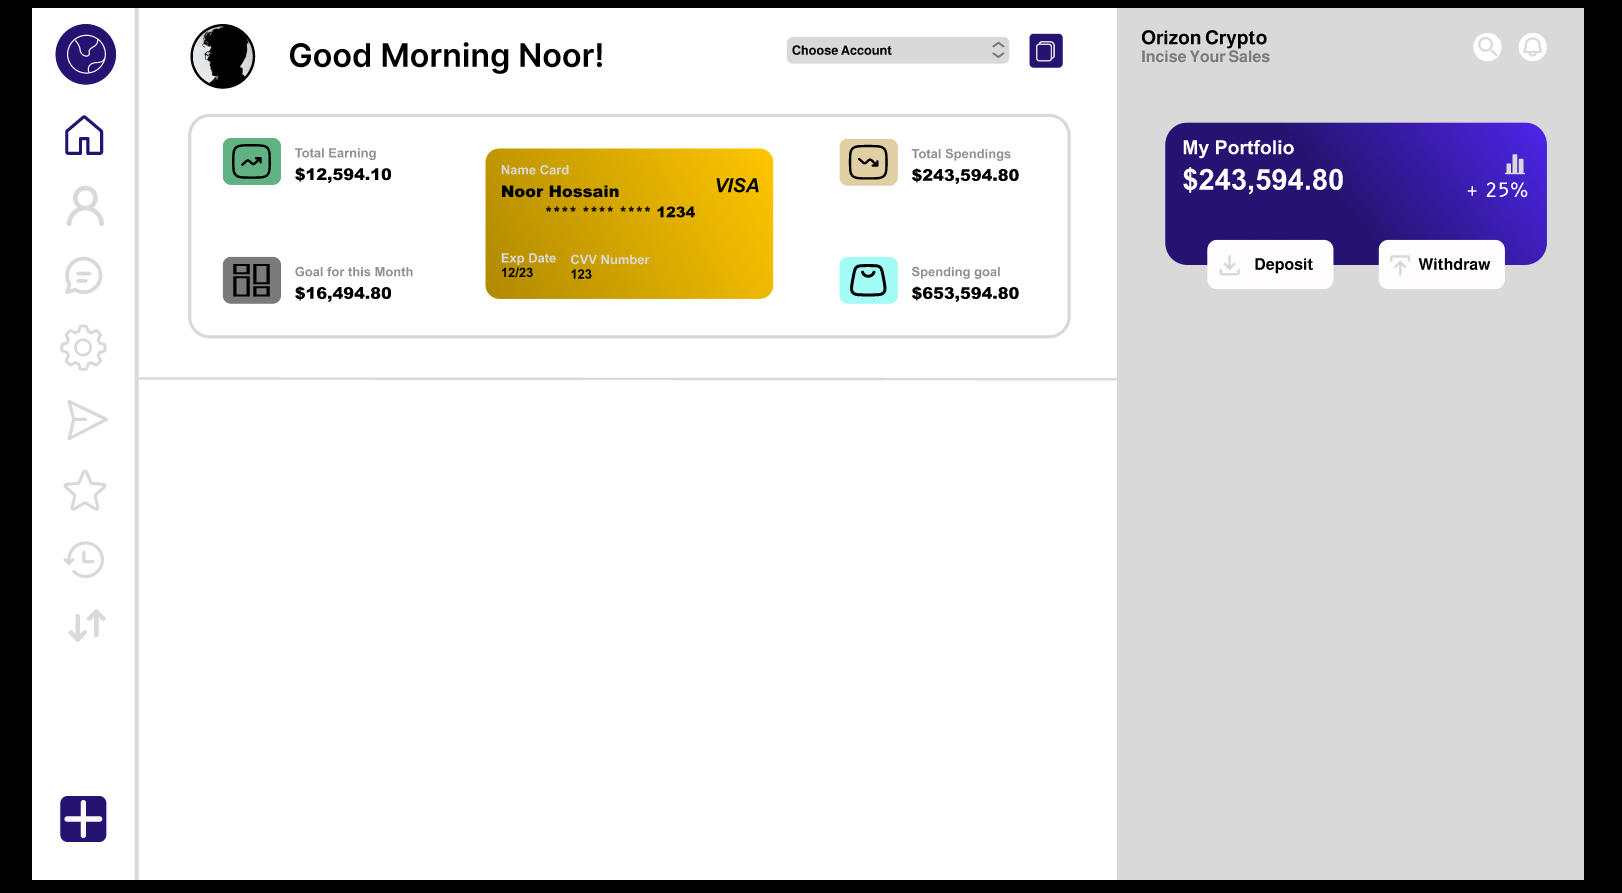 Good Morning Noor!
Choose Account
Total Earning
$12,594.10
Goal for this Month
$16,494.80
Name Card
Noor Hossain
VISA
**** **** **** 1234
Exp Date
12/23
CVV Number
123
Total Spendings
$243,594.80
Spending goal
$653,594.80
Orizon Crypto
Incise Your Sales
My Portfolio
$243,594.80
+ 25%
Deposit
Withdraw